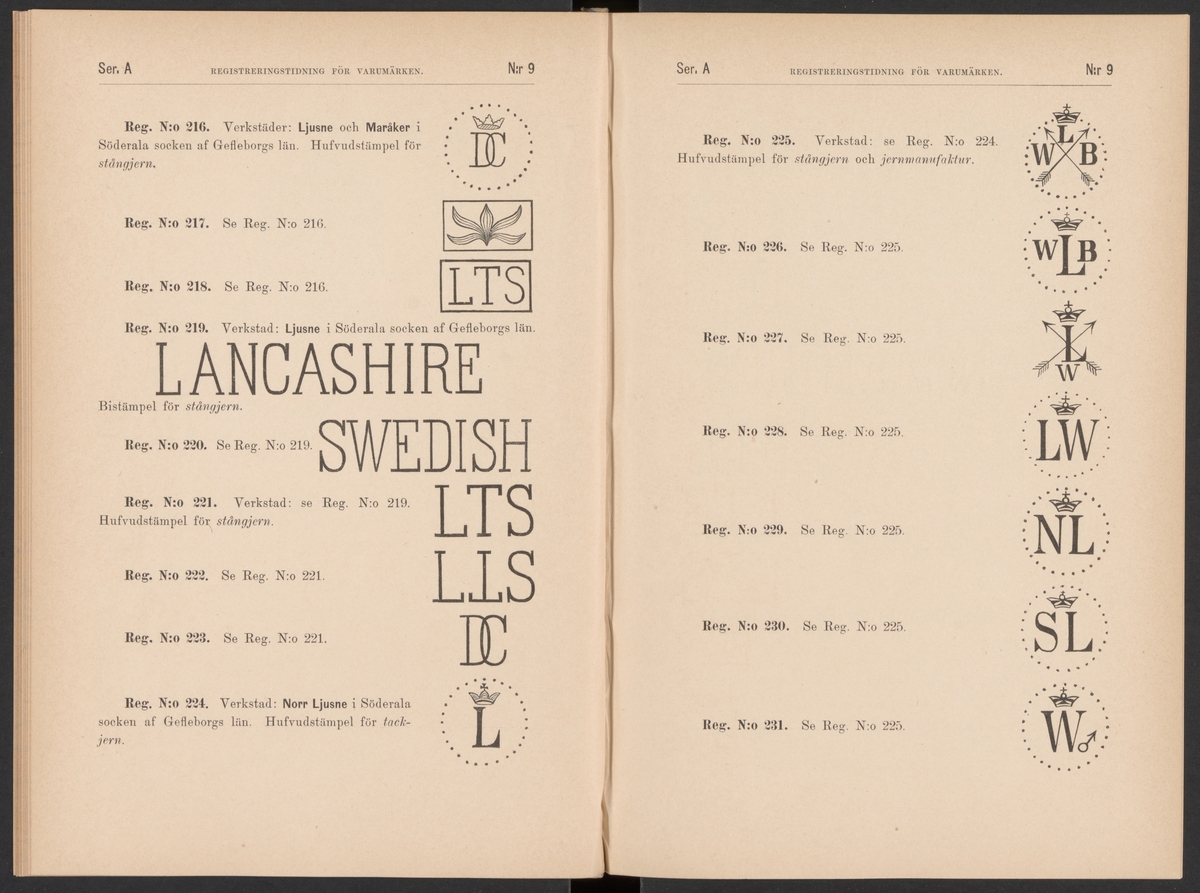 Ser. A REGISTRERINGSTIDNING FÖR VARUMÄRKEN. N:r 9
Reg. N:o 216. Verkstäder: Ljusne och Maråker i
Söderala socken af Gefleborgs län. Hufvudstämpel för
stångjern.
DC
Reg. N:o 217. Se Reg. N:o 216.
Reg. N:o 218. Se Reg. N:o 216.
LTS
Reg. N:o 219. Verkstad: Ljusne i Söderala socken af Gefleborgs län.
LANCASHIRE
Bistämpel för stångjern.
Reg. N:o 220. Se Reg. N:o 219.
SWEDISH
Reg. N:o 221. Verkstad: se Reg. N:o 219.
Hufvudstämpel för stångjern.
LTS
Reg. N:o 222. Se Reg. N:o 221.
L⊥S
Reg. N:o 223. Se Reg. N:o 221.
DC
Reg. N:o 224. Verkstad: Norr Ljusne i Söderala
socken af Gefleborgs län. Hufvudstämpel för tack-
jern.
L
Ser. A REGISTRERINGSTIDNING FÖR VARUMÄRKEN. N:r 9
Reg. N:o 225. Verkstad: se Reg. N:o 224.
Hufvudstämpel för stångjern och jernmanufaktur.
L
W B
Reg. N:o 226. Se Reg. N:o 225.
WLB
Reg. N:o 227. Se Reg. N:o 225.
L
W
Reg. N:o 228. Se Reg. N:o 225.
LW
Reg. N:o 229. Se Reg. N:o 225.
NL
Reg. N:o 230. Se Reg. N:o 225.
SL
Reg. N:o 231. Se Reg. N:o 225.
W♂